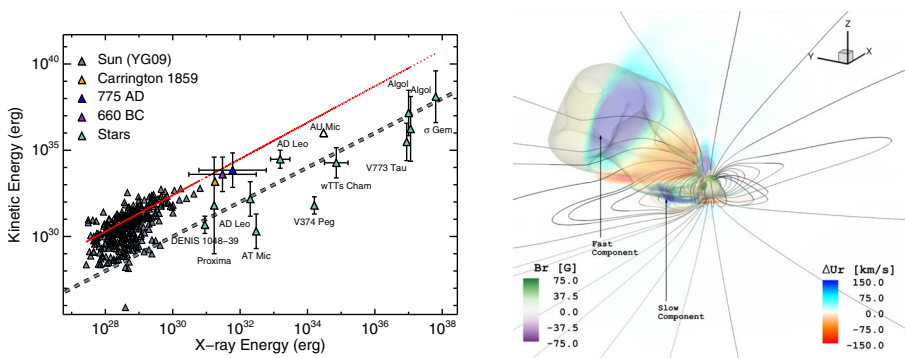 Sun (YG09)
Carrington 1859
775 AD
660 BC
Stars
Kinetic Energy (erg)
10^40
10^35
10^30
Algol
Algol
AU Mic
σ Gem
AD Leo
wTTs Cham
V773 Tau
AD Leo
V374 Peg
DENIS 1048−39
AT Mic
Proxima
10^28
10^30
10^32
10^34
10^36
10^38
X-ray Energy (erg)
Z
Y
X
Fast
Component
Slow
Component
Br [G]
75.0
37.5
0.0
-37.5
-75.0
ΔUr [km/s]
150.0
75.0
0.0
-75.0
-150.0